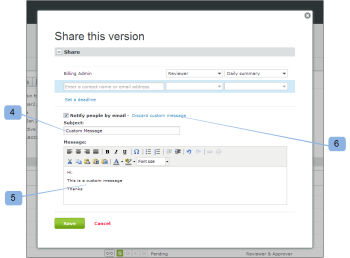 Share this version
Share
Billing Admin
Reviewer
Daily summary
Enter a contact name or email address
Set a deadline
4
Notify people by email - Discard custom message
Subject:
Custom Message
6
Message:
B I U
Font size
Hi,
This is a custom message
5
Thanks
Save
Cancel
0/2
Pending
Reviewer & Approver